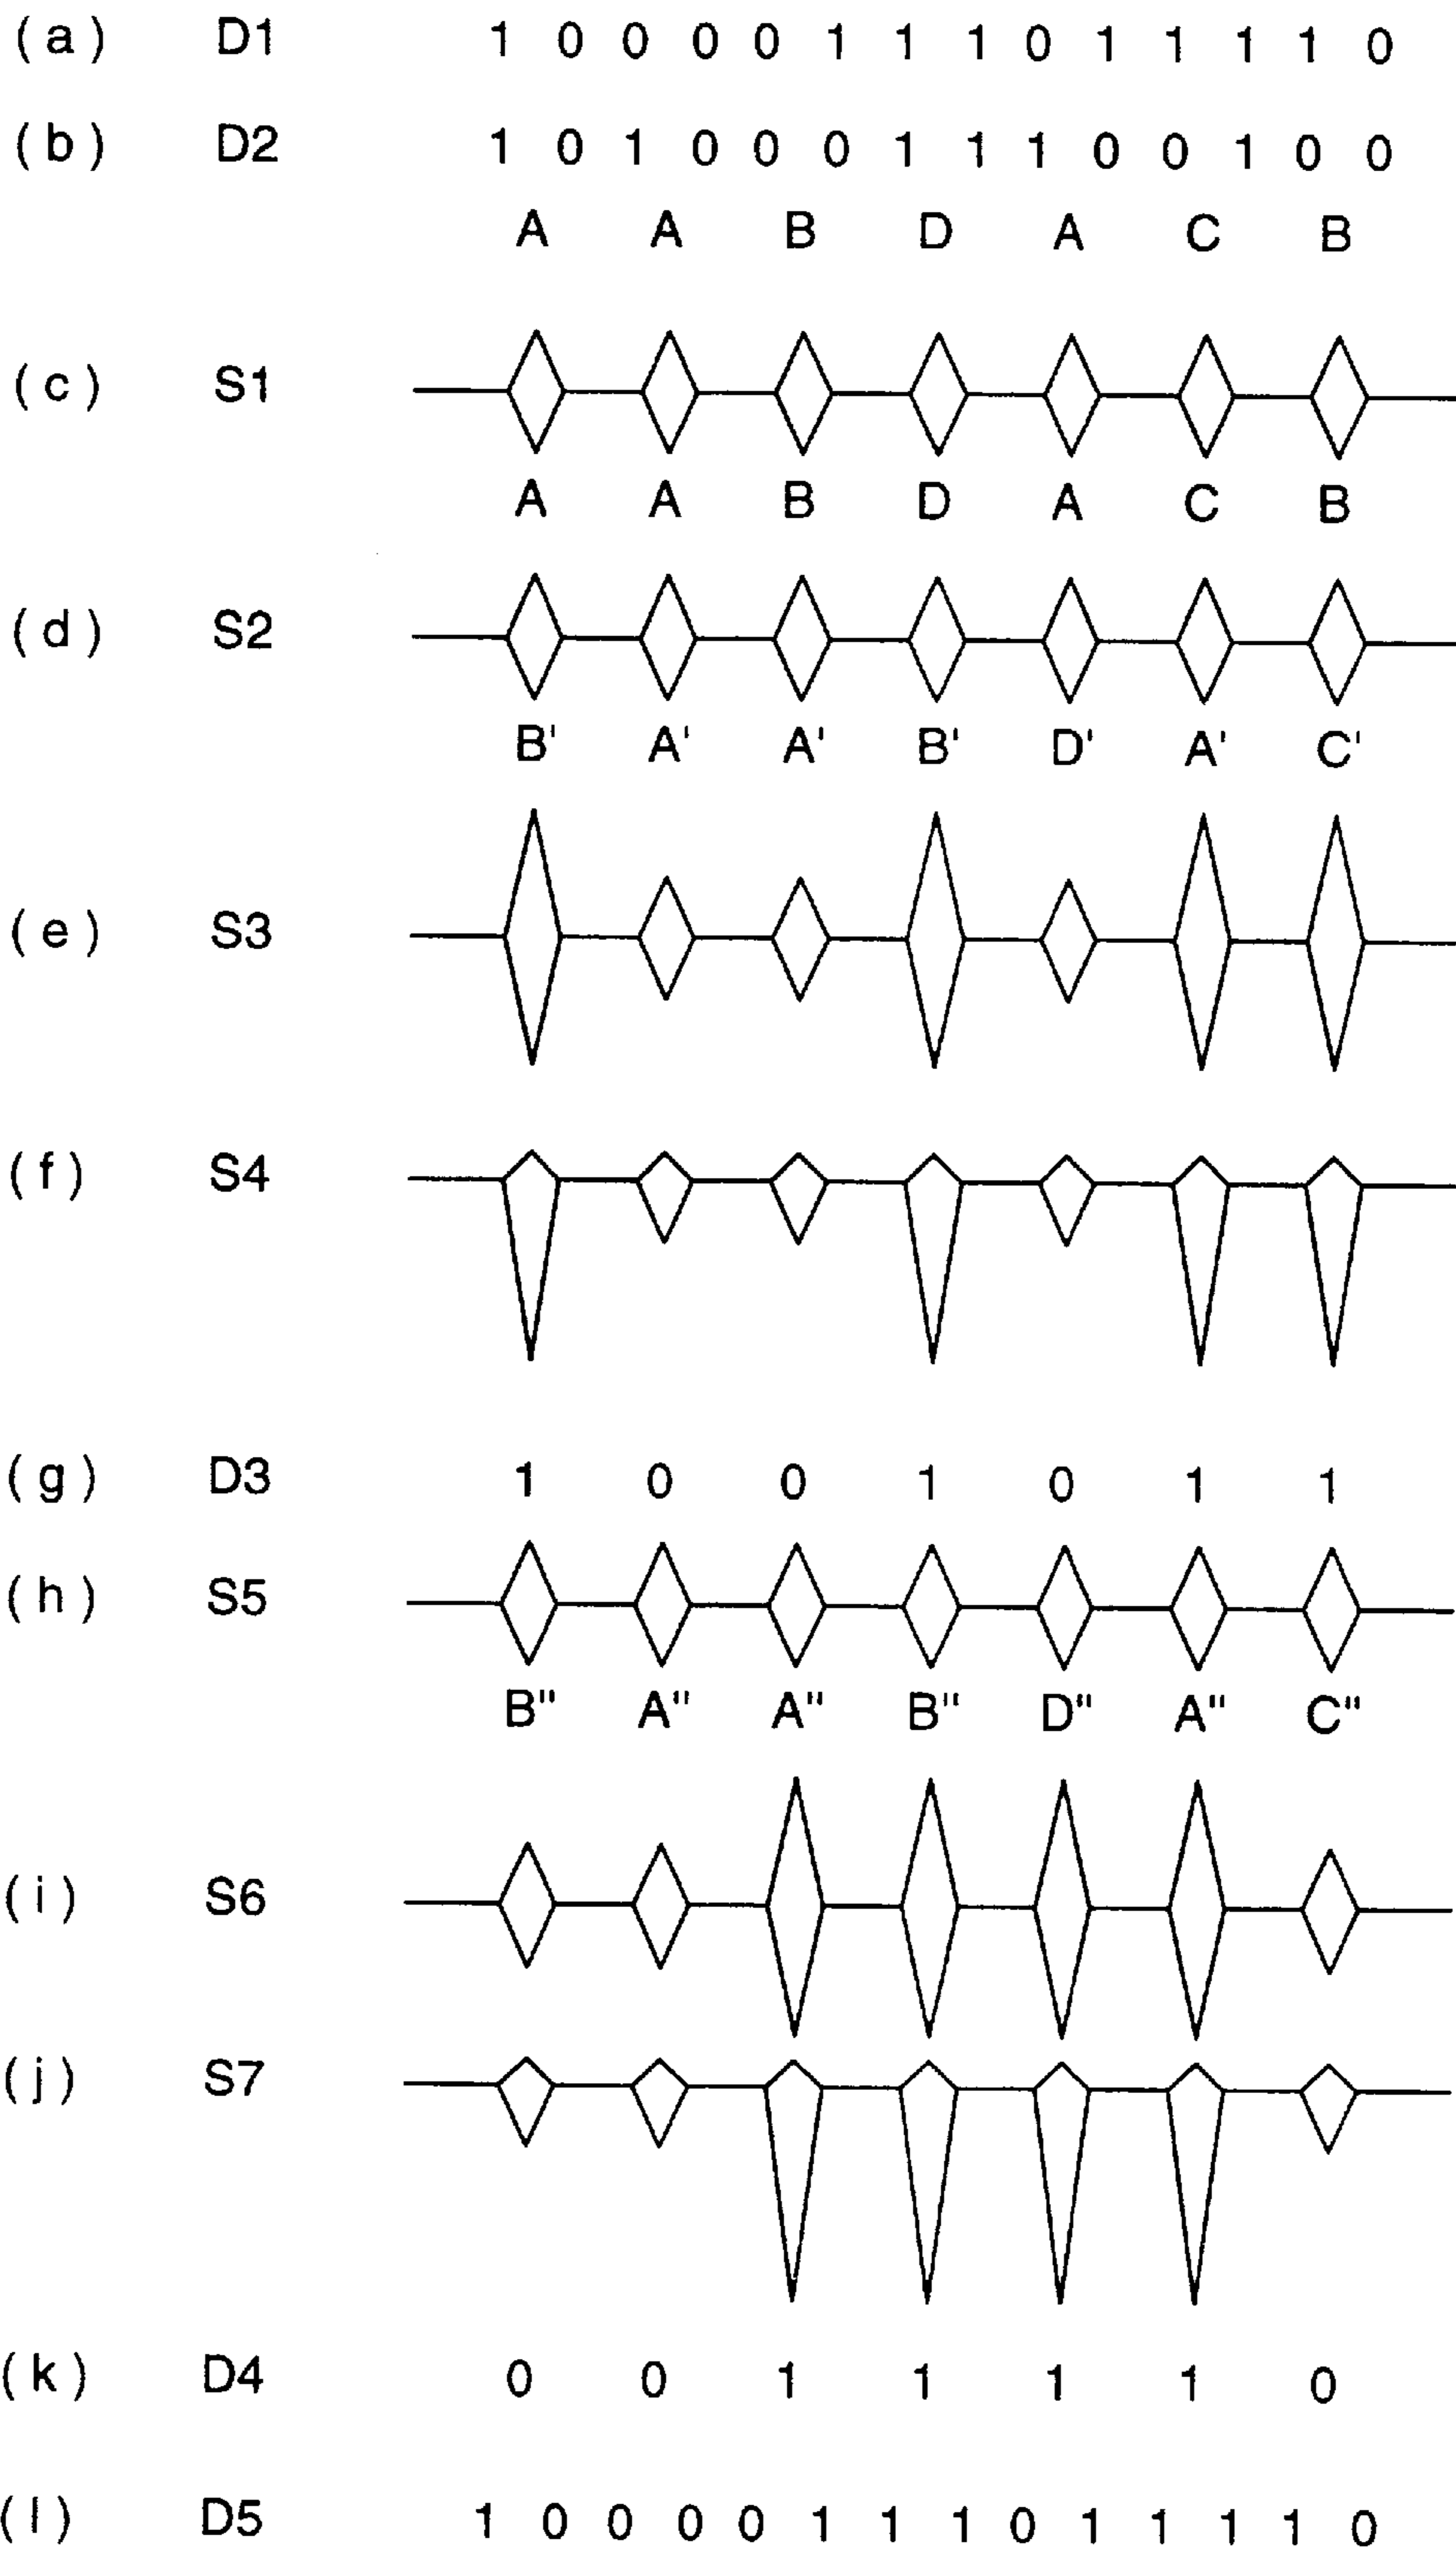 (a) D1 1 0 0 0 0 1 1 1 0 1 1 1 1 0
(b) D2 1 0 1 0 0 0 1 1 1 0 0 1 0 0
A A B D A C B
(c) S1
A A B D A C B
(d) S2
B' A' A' B' D' A' C'
(e) S3
(f) S4
(g) D3 1 0 0 1 0 1 1
(h) S5
B" A" A" B" D" A" C"
(i) S6
(j) S7
(k) D4 0 0 1 1 1 1 0
(l) D5 1 0 0 0 0 1 1 1 0 1 1 1 1 0